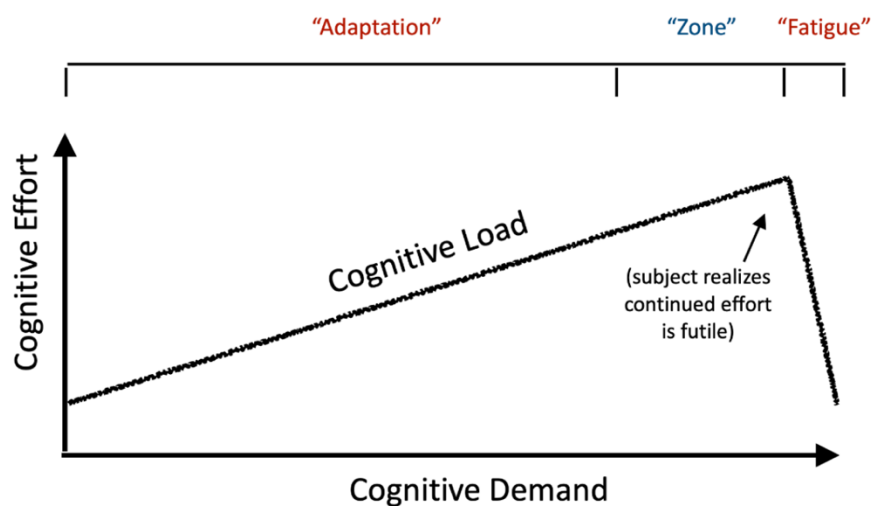 “Adaptation”
“Zone”
“Fatigue”
Cognitive Effort
Cognitive Load
(subject realizes
continued effort
is futile)
Cognitive Demand